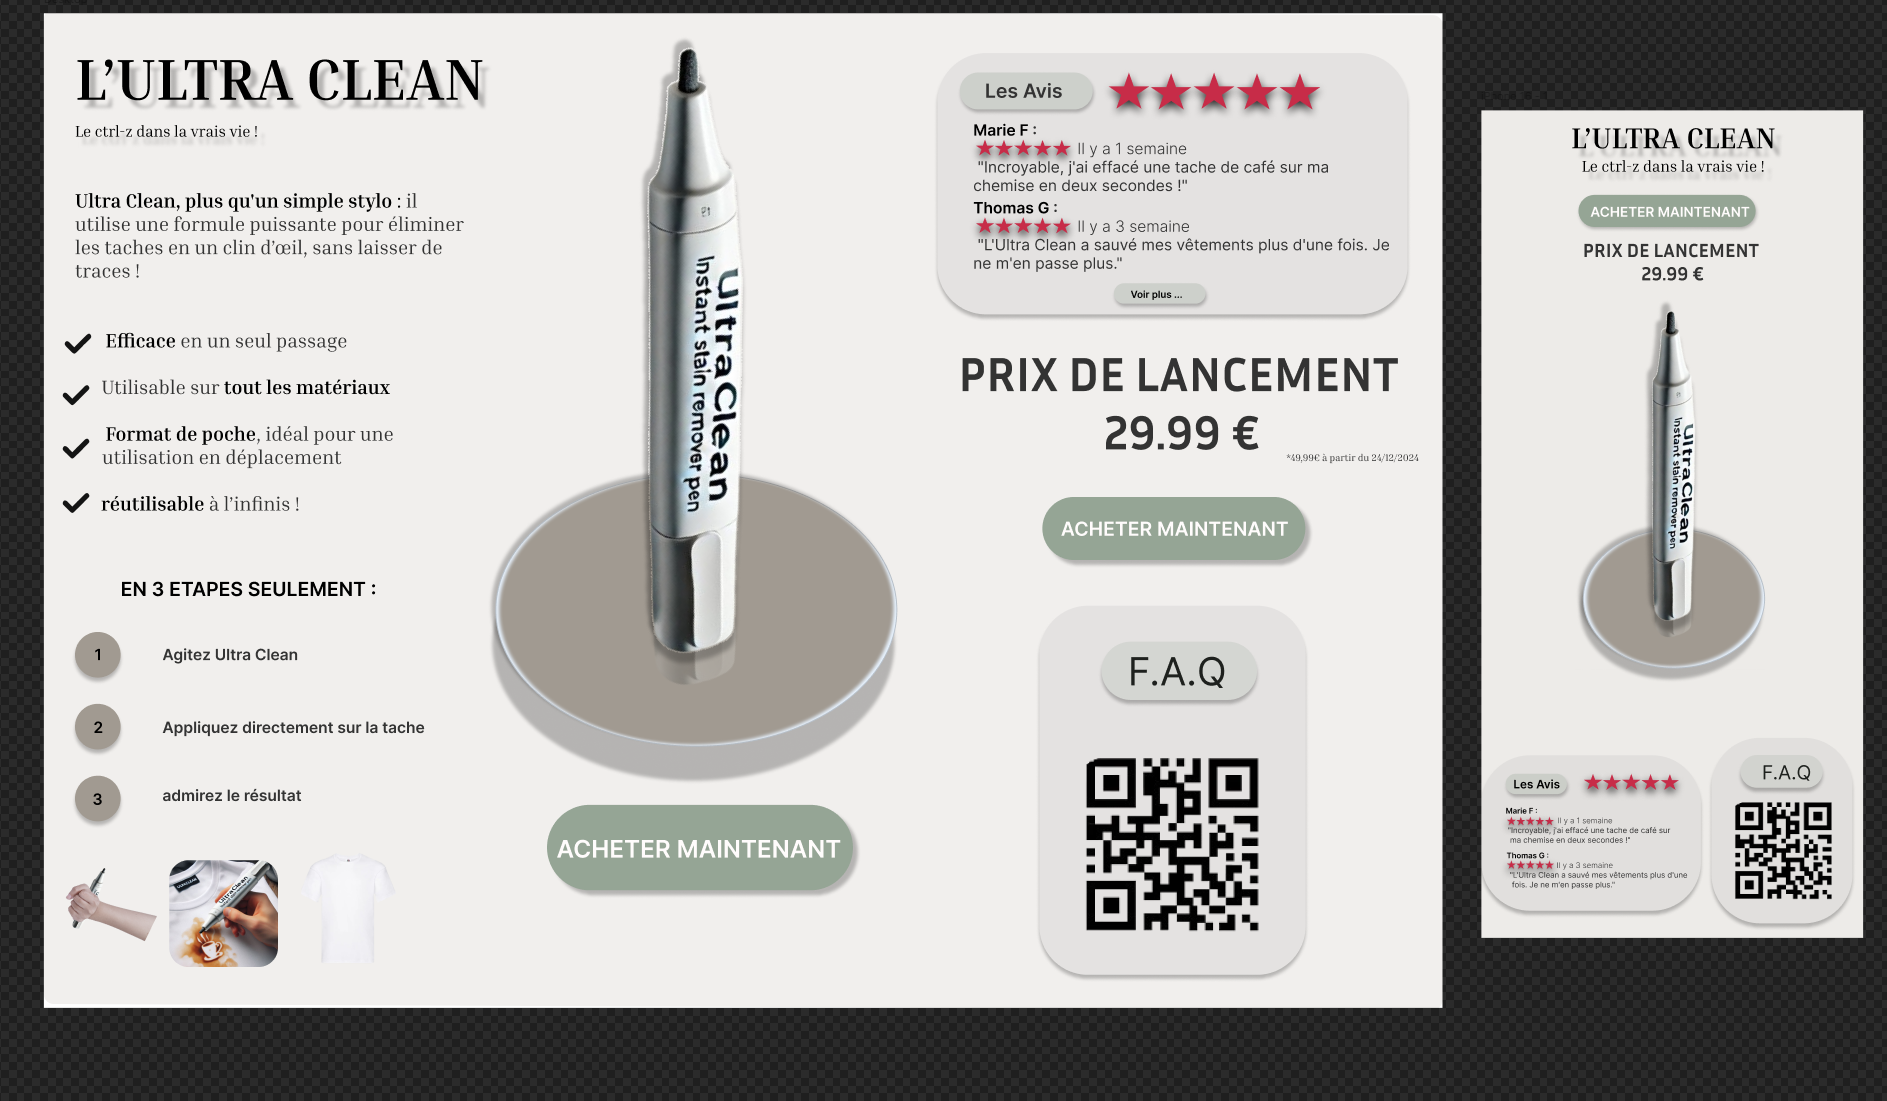 L’ULTRA CLEAN
Le ctrl-z dans la vrais vie !
Ultra Clean, plus qu'un simple stylo : il
utilise une formule puissante pour éliminer
les taches en un clin d’œil, sans laisser de
traces !
Efficace en un seul passage
Utilisable sur tout les matériaux
Format de poche, idéal pour une
utilisation en déplacement
réutilisable à l’infinis !
EN 3 ETAPES SEULEMENT :
1
Agitez Ultra Clean
2
Appliquez directement sur la tache
3
admirez le résultat
UltraClean
UltraClean
Instant stain remover pen
ACHETER MAINTENANT
Les Avis
Marie F :
Il y a 1 semaine
"Incroyable, j'ai effacé une tache de café sur ma
chemise en deux secondes !"
Thomas G :
Il y a 3 semaine
"L'Ultra Clean a sauvé mes vêtements plus d'une fois. Je
ne m'en passe plus."
Voir plus ...
PRIX DE LANCEMENT
29.99 €
*49,99€ à partir du 24/12/2024
ACHETER MAINTENANT
F.A.Q
L’ULTRA CLEAN
Le ctrl-z dans la vrais vie !
ACHETER MAINTENANT
PRIX DE LANCEMENT
29.99 €
UltraClean
Instant stain remover pen
Les Avis
Marie F :
Il y a 1 semaine
"Incroyable, j'ai effacé une tache de café sur
ma chemise en deux secondes !"
Thomas G :
Il y a 3 semaine
"L'Ultra Clean a sauvé mes vêtements plus d'une
fois. Je ne m'en passe plus."
F.A.Q